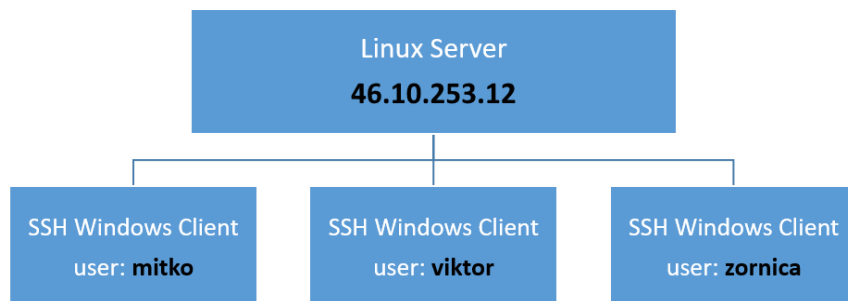 Linux Server
46.10.253.12
SSH Windows Client
user: mitko
SSH Windows Client
user: viktor
SSH Windows Client
user: zornica